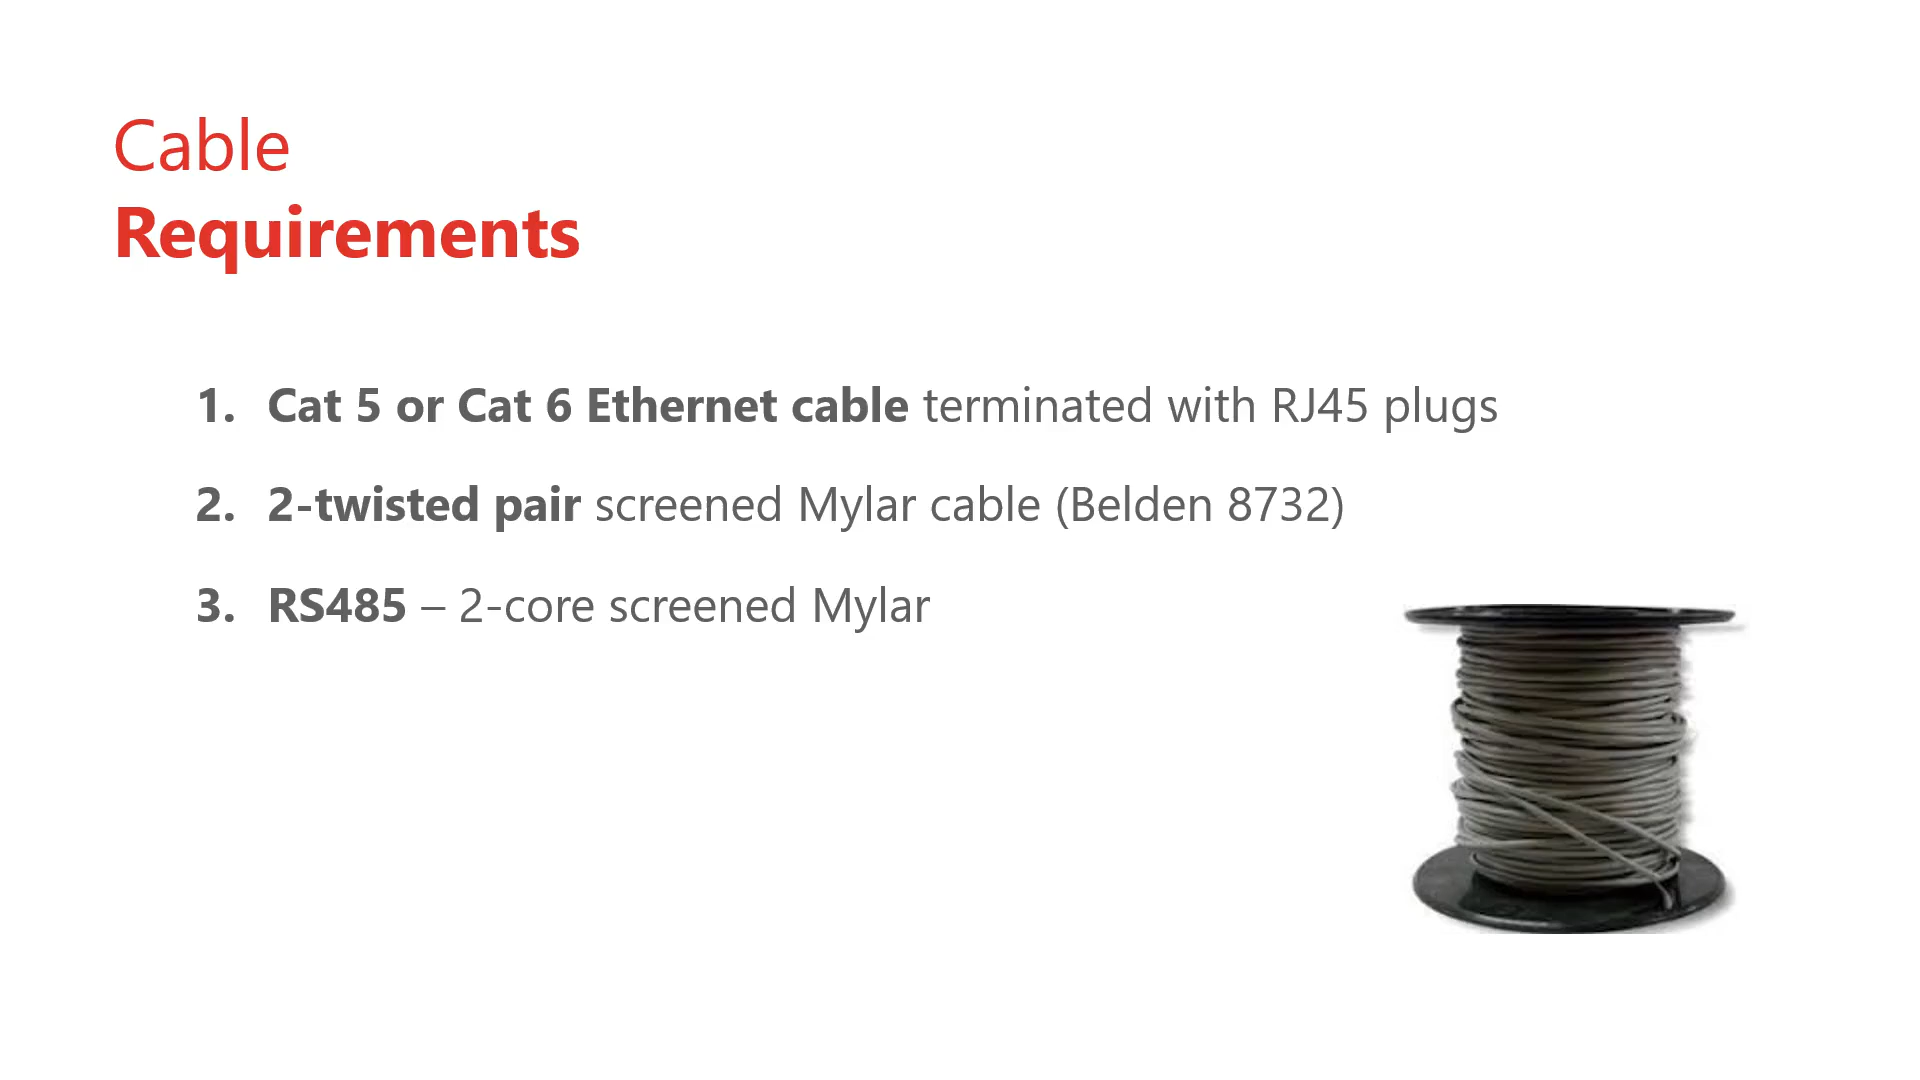 Cable
Requirements
1. Cat 5 or Cat 6 Ethernet cable terminated with RJ45 plugs
2. 2-twisted pair screened Mylar cable (Belden 8732)
3. RS485 – 2-core screened Mylar